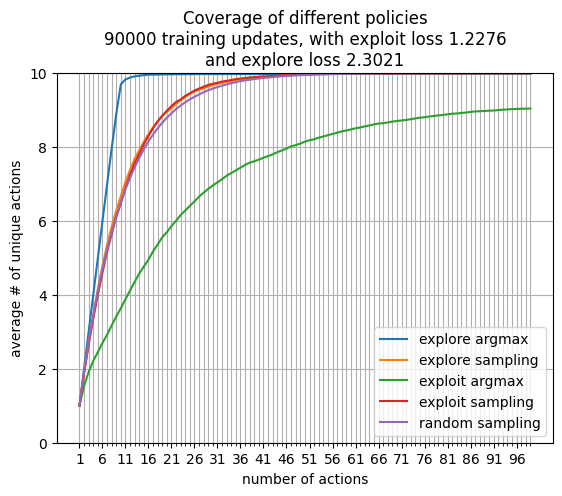 Coverage of different policies
90000 training updates, with exploit loss 1.2276
and explore loss 2.3021
average # of unique actions
10
8
6
4
2
0
explore argmax
explore sampling
exploit argmax
exploit sampling
random sampling
1 6 11 16 21 26 31 36 41 46 51 56 61 66 71 76 81 86 91 96
number of actions